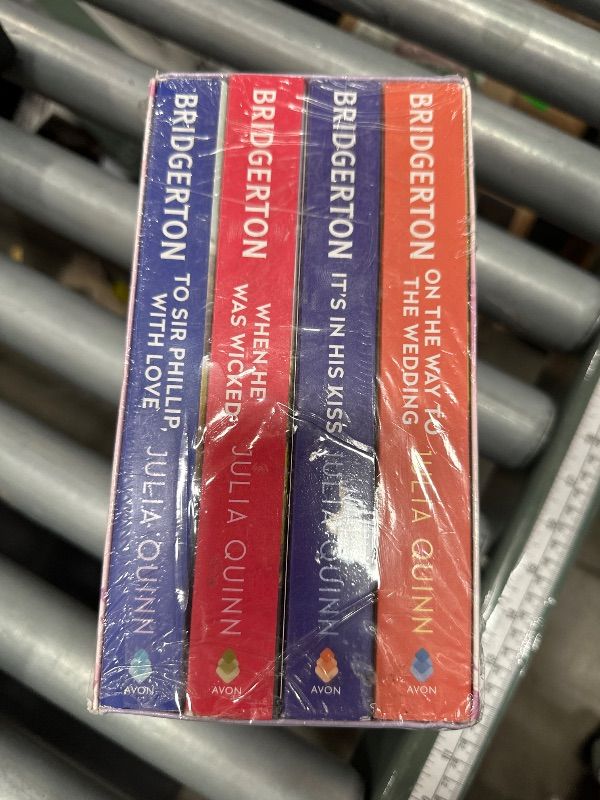 BRIDGERTON
TO SIR PHILLIP,
WITH LOVE
JULIA QUINN
AVON
BRIDGERTON
WHEN HE
WAS WICKED
JULIA QUINN
AVON
BRIDGERTON
IT'S IN HIS KISS
JULIA QUINN
AVON
BRIDGERTON
ON THE WAY TO
THE WEDDING
JULIA QUINN
AVON